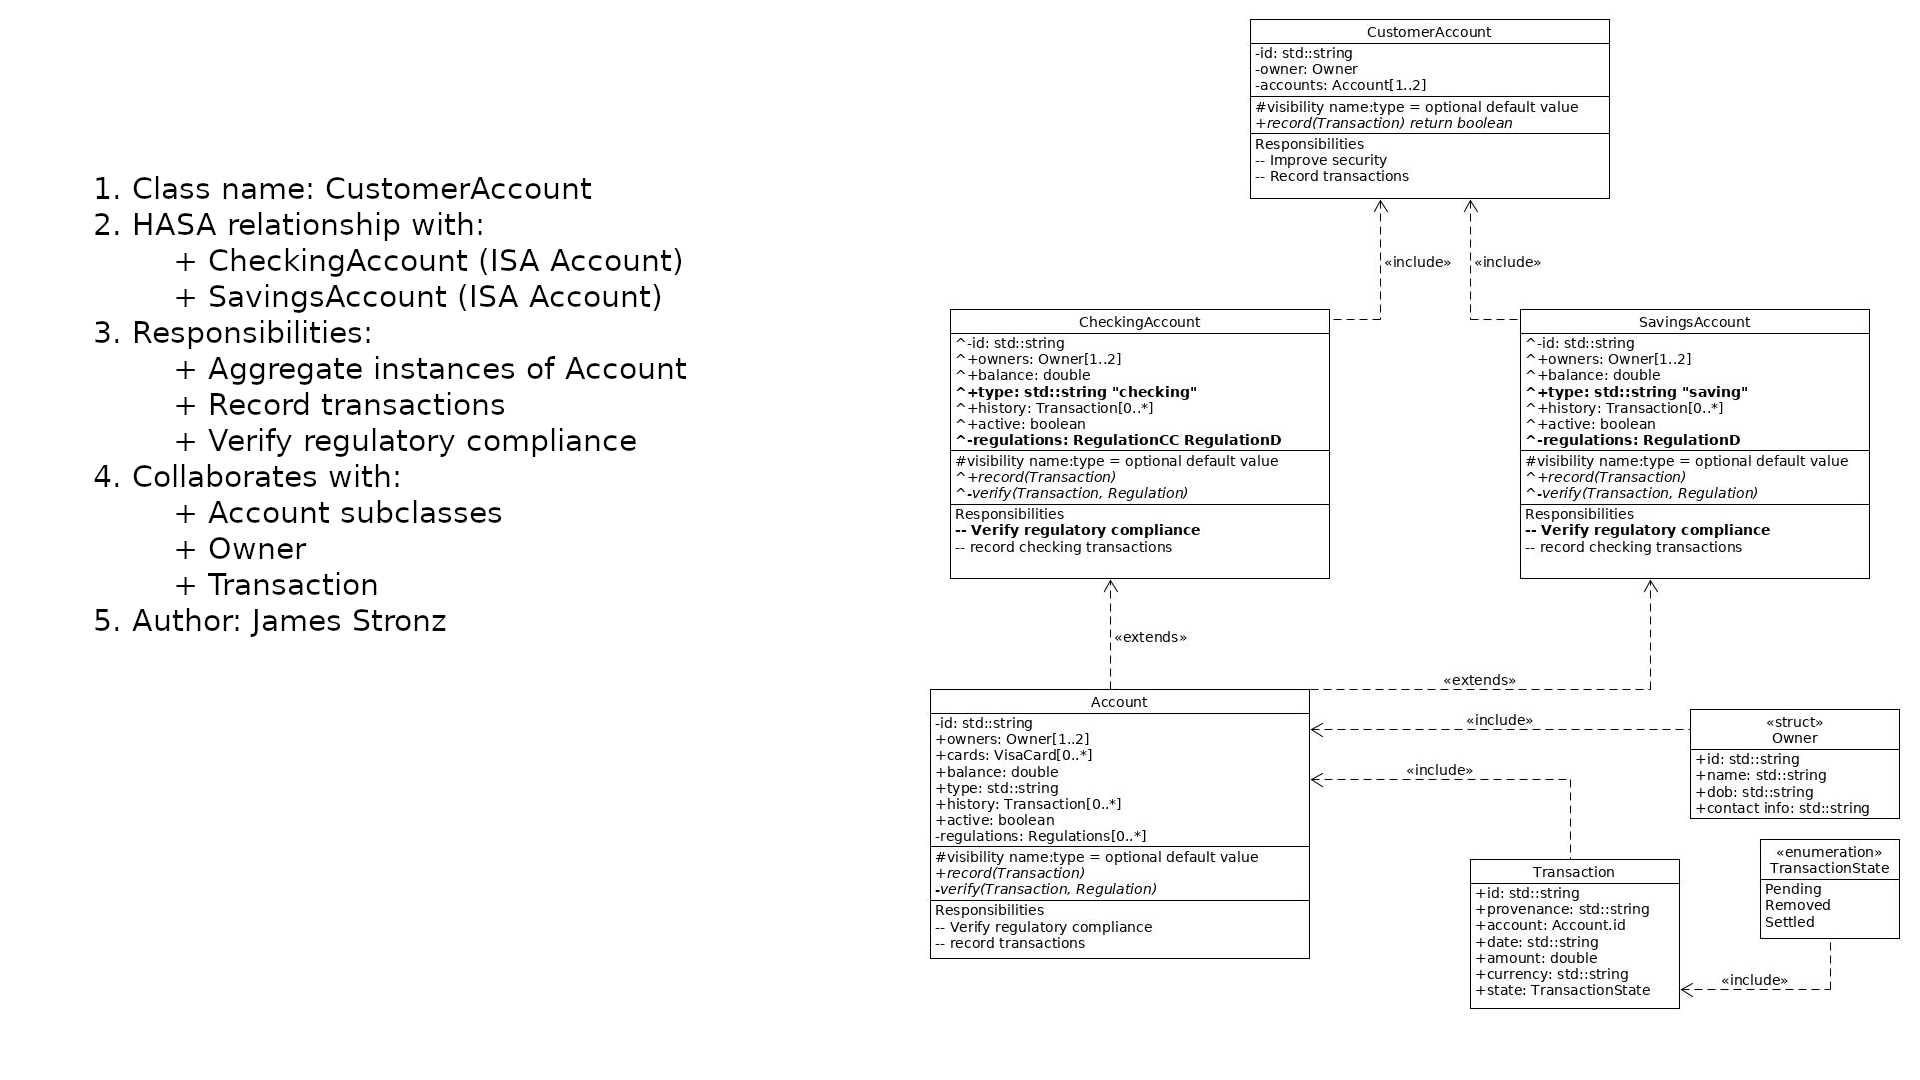 1. Class name: CustomerAccount
2. HASA relationship with:
+ CheckingAccount (ISA Account)
+ SavingsAccount (ISA Account)
3. Responsibilities:
+ Aggregate instances of Account
+ Record transactions
+ Verify regulatory compliance
4. Collaborates with:
+ Account subclasses
+ Owner
+ Transaction
5. Author: James Stronz
CustomerAccount
-id: std::string
-owner: Owner
-accounts: Account[1..2]
#visibility name:type = optional default value
+record(Transaction) return boolean
Responsibilities
-- Improve security
-- Record transactions
«include»
«include»
CheckingAccount
^-id: std::string
^+owners: Owner[1..2]
^+balance: double
^+type: std::string "checking"
^+history: Transaction[0..*]
^+active: boolean
^-regulations: RegulationCC RegulationD
#visibility name:type = optional default value
^+record(Transaction)
^-verify(Transaction, Regulation)
Responsibilities
-- Verify regulatory compliance
-- record checking transactions
SavingsAccount
^-id: std::string
^+owners: Owner[1..2]
^+balance: double
^+type: std::string "saving"
^+history: Transaction[0..*]
^+active: boolean
^-regulations: RegulationD
#visibility name:type = optional default value
^+record(Transaction)
^-verify(Transaction, Regulation)
Responsibilities
-- Verify regulatory compliance
-- record checking transactions
«extends»
«extends»
Account
-id: std::string
+owners: Owner[1..2]
+cards: VisaCard[0..*]
+balance: double
+type: std::string
+history: Transaction[0..*]
+active: boolean
-regulations: Regulations[0..*]
#visibility name:type = optional default value
+record(Transaction)
-verify(Transaction, Regulation)
Responsibilities
-- Verify regulatory compliance
-- record transactions
«include»
«include»
«struct»
Owner
+id: std::string
+name: std::string
+dob: std::string
+contact info: std::string
Transaction
+id: std::string
+provenance: std::string
+account: Account.id
+date: std::string
+amount: double
+currency: std::string
+state: TransactionState
«enumeration»
TransactionState
Pending
Removed
Settled
«include»